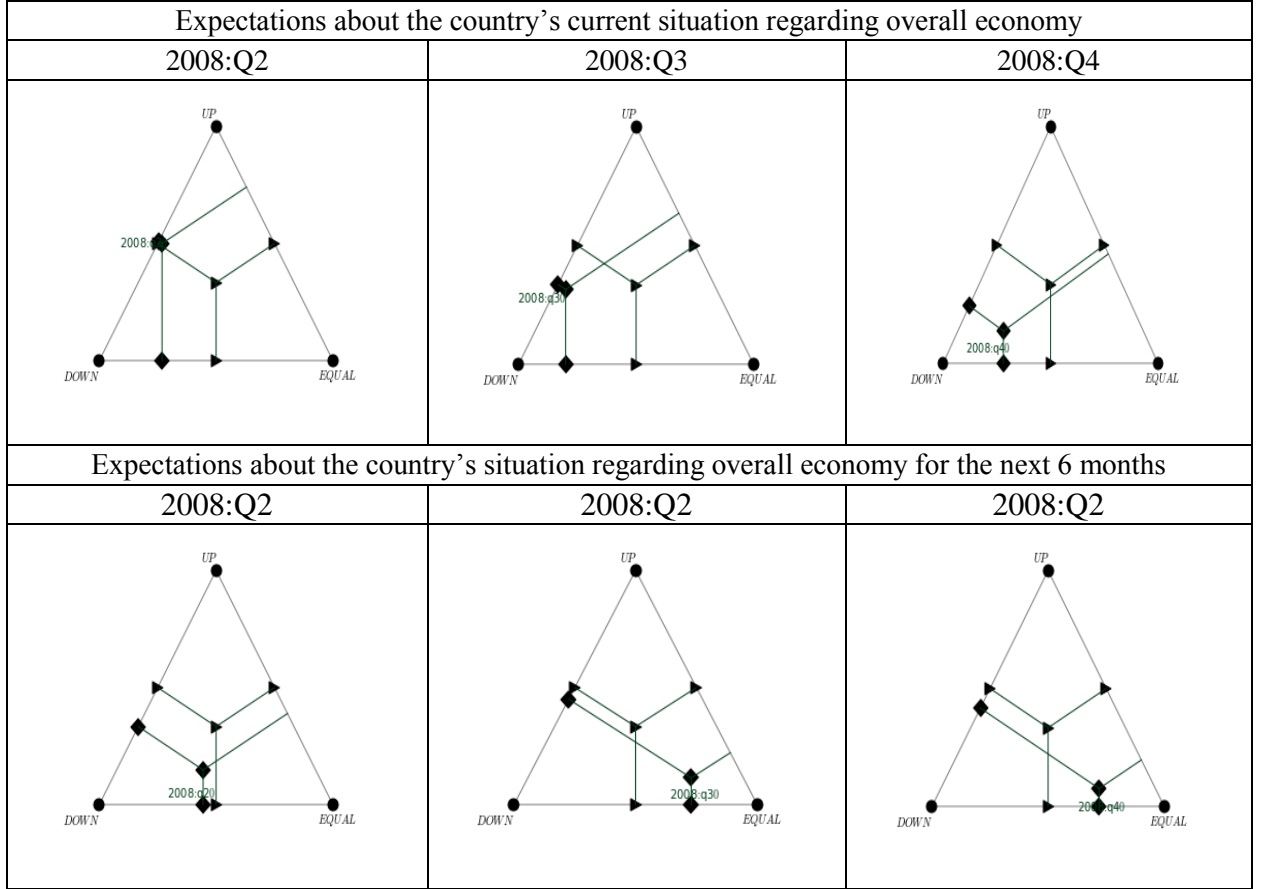 Expectations about the country’s current situation regarding overall economy
2008:Q2 2008:Q3 2008:Q4
UP UP UP
2008:q30
2008:q40
DOWN EQUAL DOWN EQUAL DOWN EQUAL
Expectations about the country’s situation regarding overall economy for the next 6 months
2008:Q2 2008:Q2 2008:Q2
UP UP UP
2008:q20 2008:q30
DOWN EQUAL DOWN EQUAL DOWN EQUAL